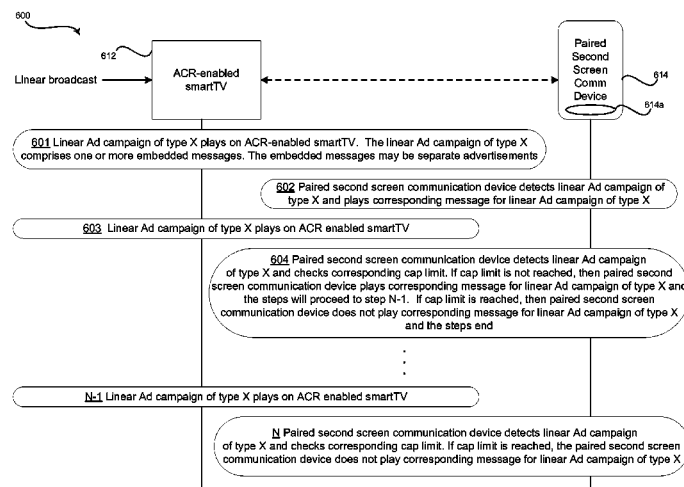 600
612
Linear broadcast
ACR-enabled
smartTV
Paired
Second
Screen
Comm
Device
614
614a
601 Linear Ad campaign of type X plays on ACR-enabled smartTV. The linear Ad campaign of type X
comprises one or more embedded messages. The embedded messages may be separate advertisements
602 Paired second screen communication device detects linear Ad campaign of
type X and plays corresponding message for linear Ad campaign of type X
603 Linear Ad campaign of type X plays on ACR enabled smartTV
604 Paired second screen communication device detects linear Ad campaign
of type X and checks corresponding cap limit. If cap limit is not reached, then paired second
screen communication device plays corresponding message for linear Ad campaign of type X and
the steps will proceed to step N-1. If cap limit is reached, then paired second screen
communication device does not play corresponding message for linear Ad campaign of type X
and the steps end
N-1 Linear Ad campaign of type X plays on ACR enabled smartTV
N Paired second screen communication device detects linear Ad campaign
of type X and checks corresponding cap limit. If cap limit is reached, the paired second screen
communication device does not play corresponding message for linear Ad campaign of type X